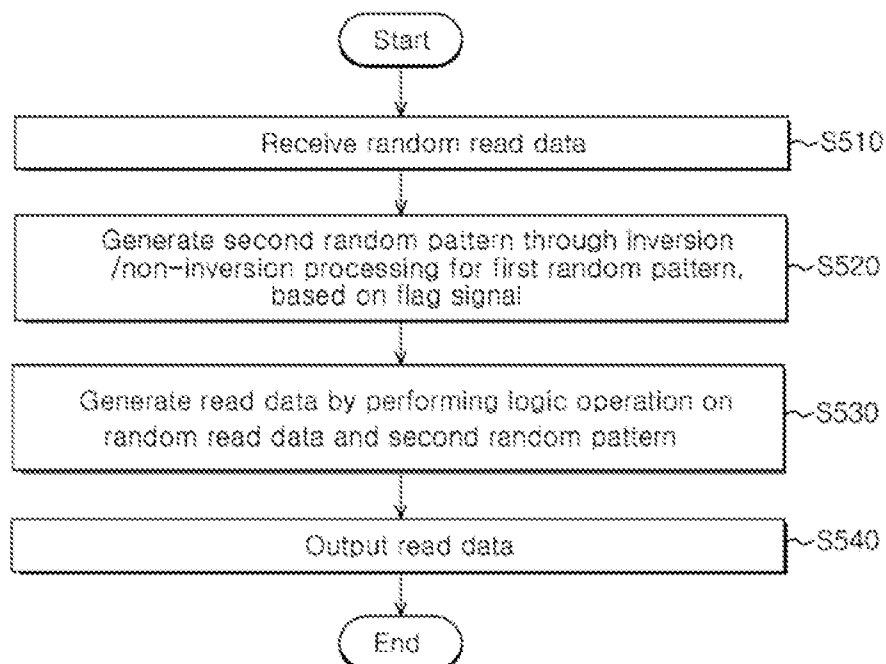 Start
Receive random read data
S510
Generate second random pattern through inversion
/non-inversion processing for first random pattern,
based on flag signal
S520
Generate read data by performing logic operation on
random read data and second random pattern
S530
Output read data
S540
End